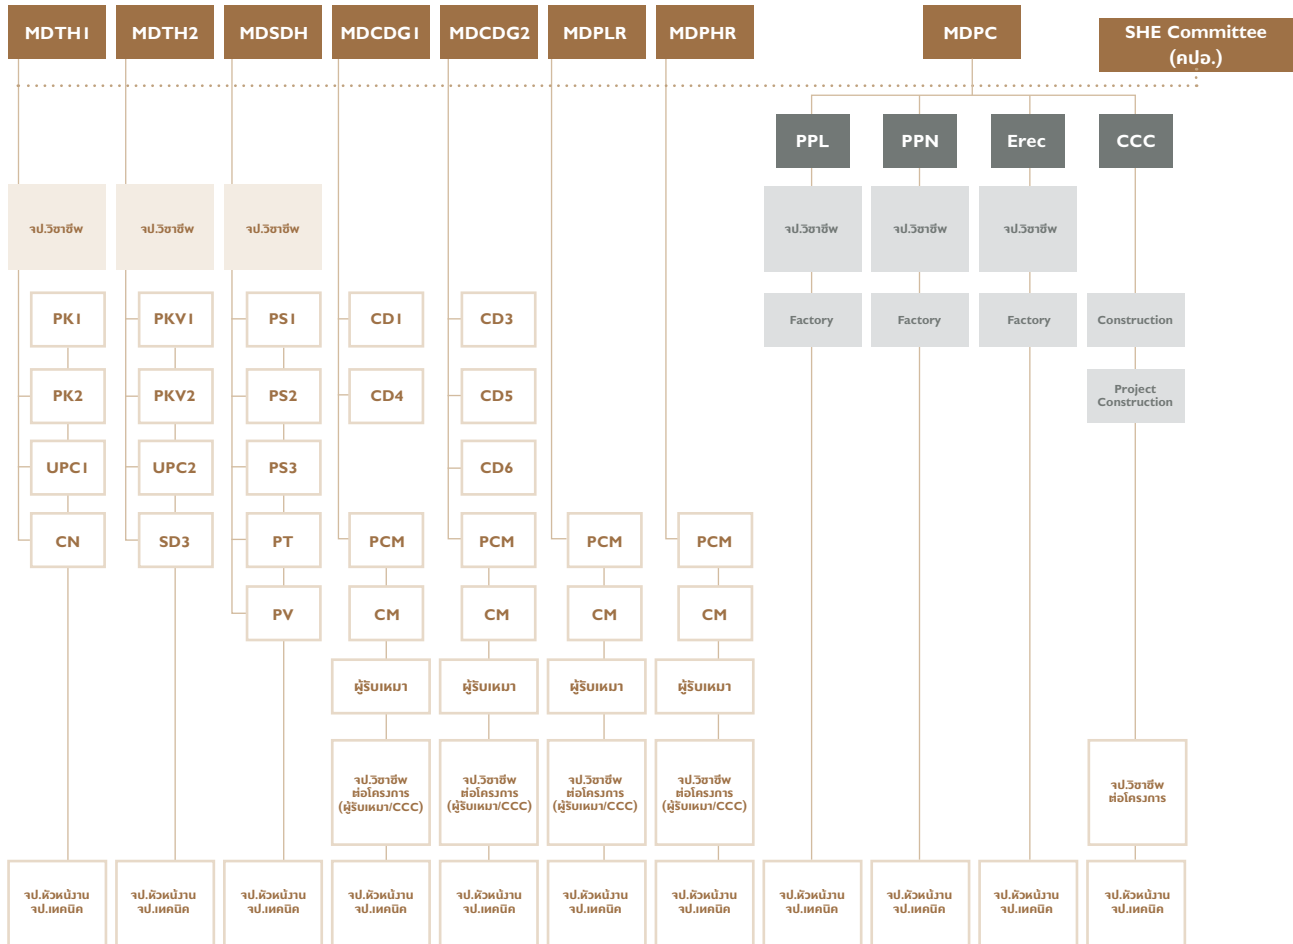 MDTH1
MDTH2
MDSDH
MDCDG1
MDCDG2
MDPLR
MDPHR
MDPC
SHE Committee
(คปอ.)
PPL
PPN
Erec
CCC
จป.วิชาชีพ
จป.วิชาชีพ
จป.วิชาชีพ
จป.วิชาชีพ
จป.วิชาชีพ
จป.วิชาชีพ
PK1
PKV1
PS1
CD1
CD3
Factory
Factory
Factory
Construction
PK2
PKV2
PS2
CD4
CD5
Project
Construction
UPC1
UPC2
PS3
CD6
CN
SD3
PT
PCM
PCM
PCM
PCM
PV
CM
CM
CM
CM
ผู้รับเหมา
ผู้รับเหมา
ผู้รับเหมา
ผู้รับเหมา
จป.วิชาชีพ
ต่อโครงการ
(ผู้รับเหมา/CCC)
จป.วิชาชีพ
ต่อโครงการ
(ผู้รับเหมา/CCC)
จป.วิชาชีพ
ต่อโครงการ
(ผู้รับเหมา/CCC)
จป.วิชาชีพ
ต่อโครงการ
(ผู้รับเหมา/CCC)
จป.วิชาชีพ
ต่อโครงการ
จป.หัวหน้างาน
จป.เทคนิค
จป.หัวหน้างาน
จป.เทคนิค
จป.หัวหน้างาน
จป.เทคนิค
จป.หัวหน้างาน
จป.เทคนิค
จป.หัวหน้างาน
จป.เทคนิค
จป.หัวหน้างาน
จป.เทคนิค
จป.หัวหน้างาน
จป.เทคนิค
จป.หัวหน้างาน
จป.เทคนิค
จป.หัวหน้างาน
จป.เทคนิค
จป.หัวหน้างาน
จป.เทคนิค
จป.หัวหน้างาน
จป.เทคนิค